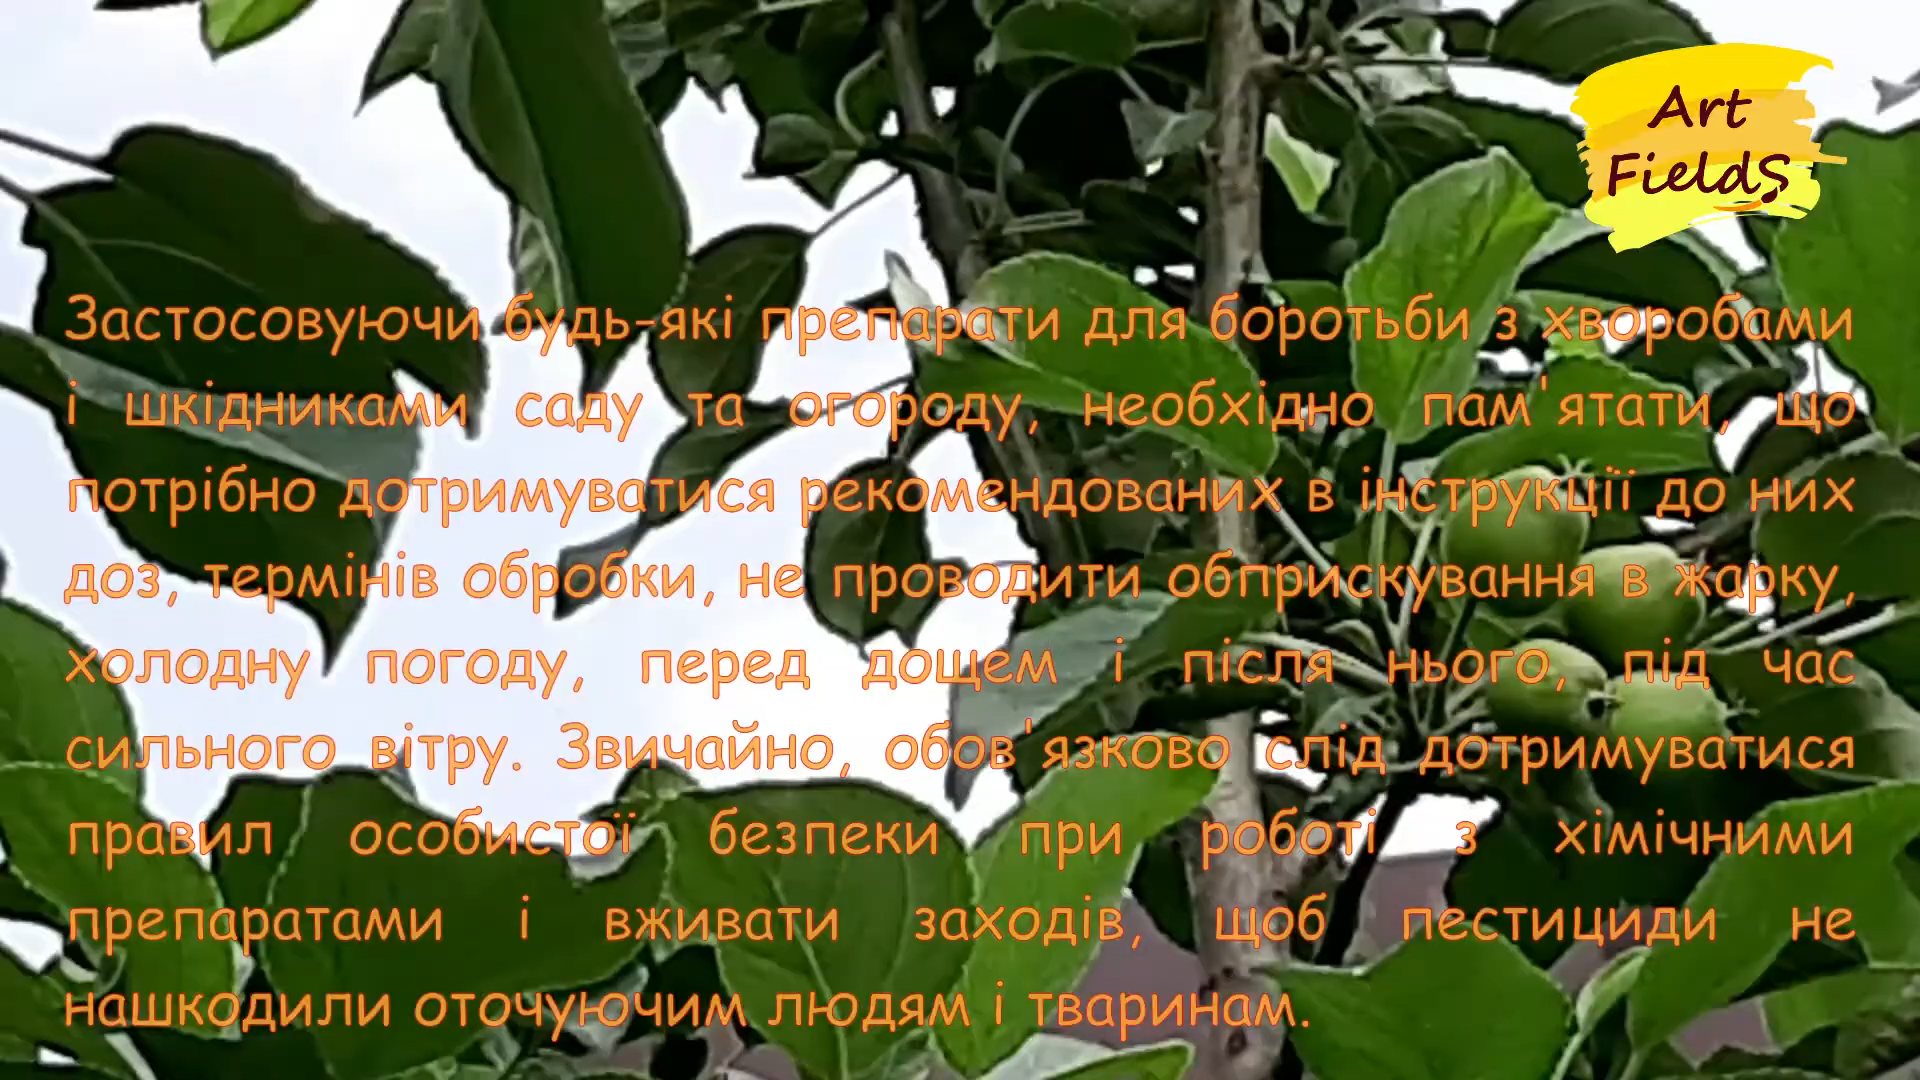 Art
FieldS
Застосовуючи будь-які препарати для боротьби з хворобами
і шкідниками саду та огороду, необхідно пам'ятати, що
потрібно дотримуватися рекомендованих в інструкції до них
доз, термінів обробки, не проводити обприскування в жарку,
холодну погоду, перед дощем і після нього, під час
сильного вітру. Звичайно, обов'язково слід дотримуватися
правил особистої безпеки при роботі з хімічними
препаратами і вживати заходів, щоб пестициди не
нашкодили оточуючим людям і тваринам.